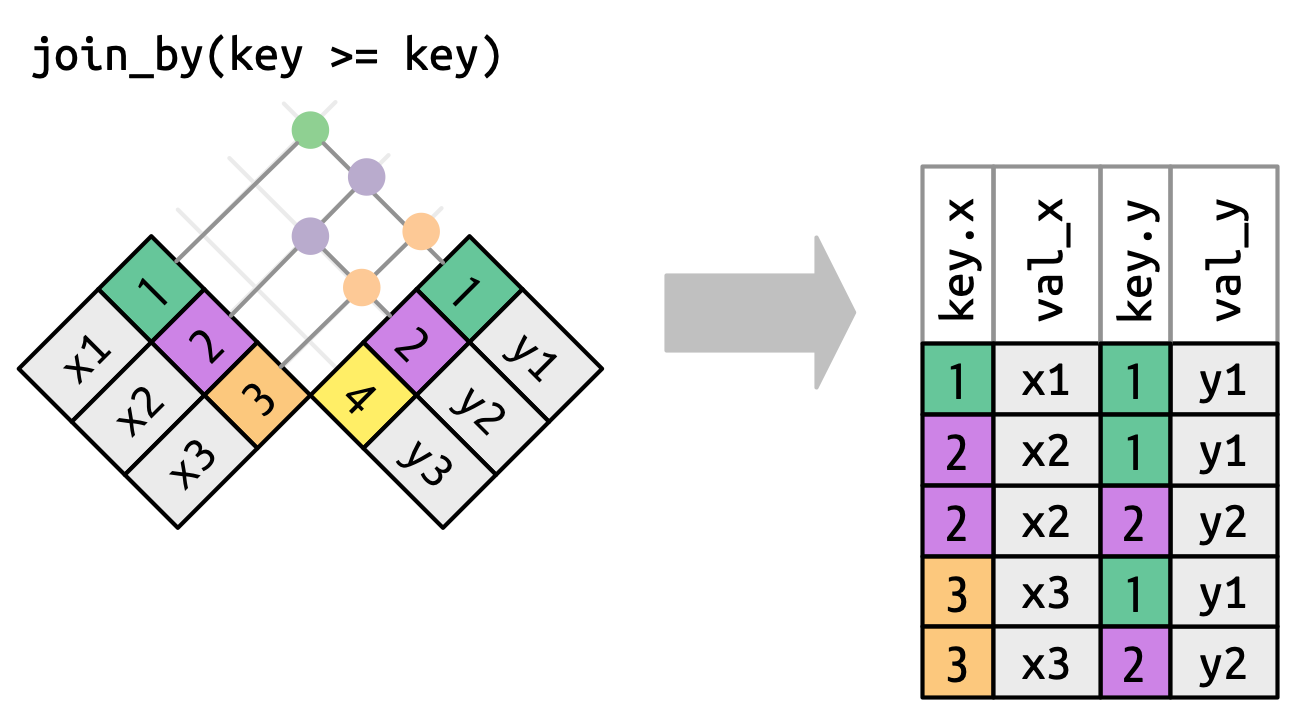 join_by(key >= key)
1 1
2 2
3 4
x1 y1
x2 y2
x3 y3
key.x val_x key.y val_y
1 x1 1 y1
2 x2 1 y1
2 x2 2 y2
3 x3 1 y1
3 x3 2 y2